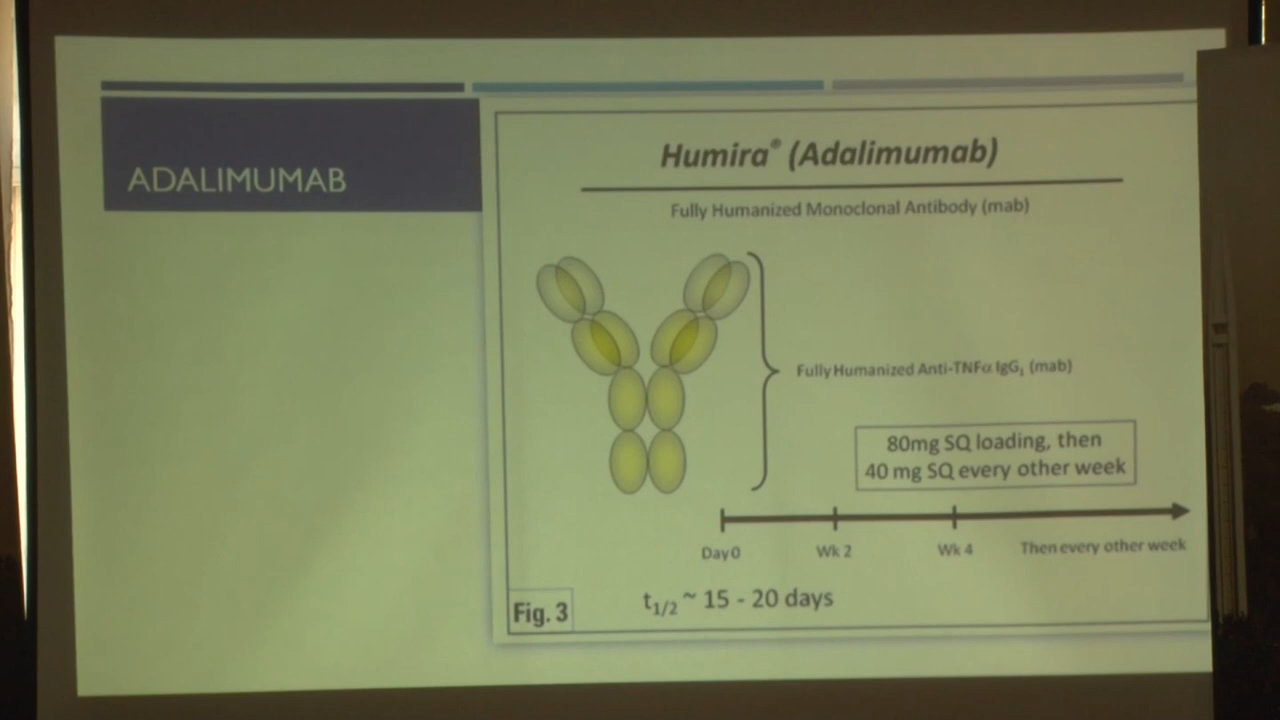 ADALIMUMAB
Humira® (Adalimumab)
Fully Humanized Monoclonal Antibody (mab)
Fully Humanized Anti-TNFα IgG₁ (mab)
80mg SQ loading, then
40 mg SQ every other week
Day 0
Wk 2
Wk 4
Then every other week
t₁/₂ ~ 15 - 20 days
Fig. 3